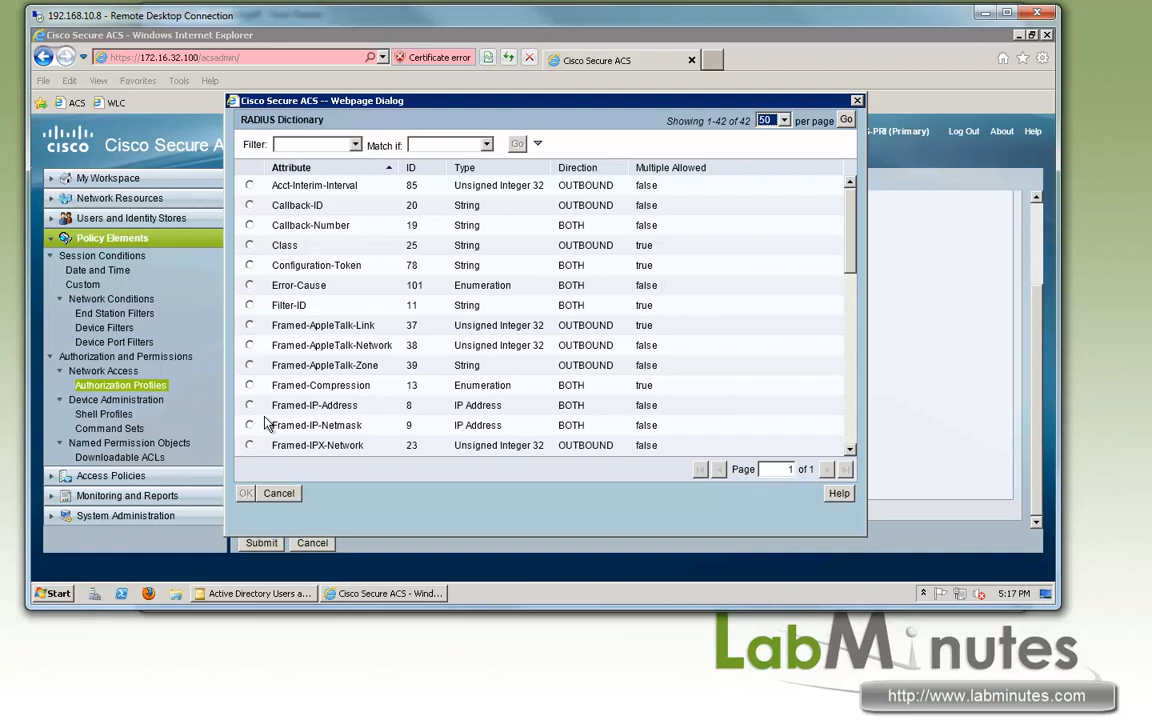 192.168.10.8 - Remote Desktop Connection
Cisco Secure ACS - Windows Internet Explorer
https://172.16.32.100/acsadmin/
Certificate error
Cisco Secure ACS
File Edit View Favorites Tools Help
ACS WLC
Cisco Secure ACS -- Webpage Dialog
RADIUS Dictionary
Showing 1-42 of 42 50 per page Go
cisco Cisco Secure A
-PRI (Primary) Log Out About Help
Filter: Match if: Go
Attribute ID Type Direction Multiple Allowed
Acct-Interim-Interval 85 Unsigned Integer 32 OUTBOUND false
Callback-ID 20 String OUTBOUND false
Callback-Number 19 String BOTH false
Class 25 String OUTBOUND true
Configuration-Token 78 String BOTH true
Error-Cause 101 Enumeration BOTH false
Filter-ID 11 String BOTH true
Framed-AppleTalk-Link 37 Unsigned Integer 32 OUTBOUND true
Framed-AppleTalk-Network 38 Unsigned Integer 32 OUTBOUND false
Framed-AppleTalk-Zone 39 String OUTBOUND false
Framed-Compression 13 Enumeration BOTH true
Framed-IP-Address 8 IP Address BOTH false
Framed-IP-Netmask 9 IP Address BOTH false
Framed-IPX-Network 23 Unsigned Integer 32 OUTBOUND false
Page 1 of 1
OK Cancel Help
My Workspace
Network Resources
Users and Identity Stores
Policy Elements
Session Conditions
Date and Time
Custom
Network Conditions
End Station Filters
Device Filters
Device Port Filters
Authorization and Permissions
Network Access
Authorization Profiles
Device Administration
Shell Profiles
Command Sets
Named Permission Objects
Downloadable ACLs
Access Policies
Monitoring and Reports
System Administration
Submit Cancel
Start Active Directory Users a... Cisco Secure ACS - Wind... 5:17 PM
LabMinutes
http://www.labminutes.com